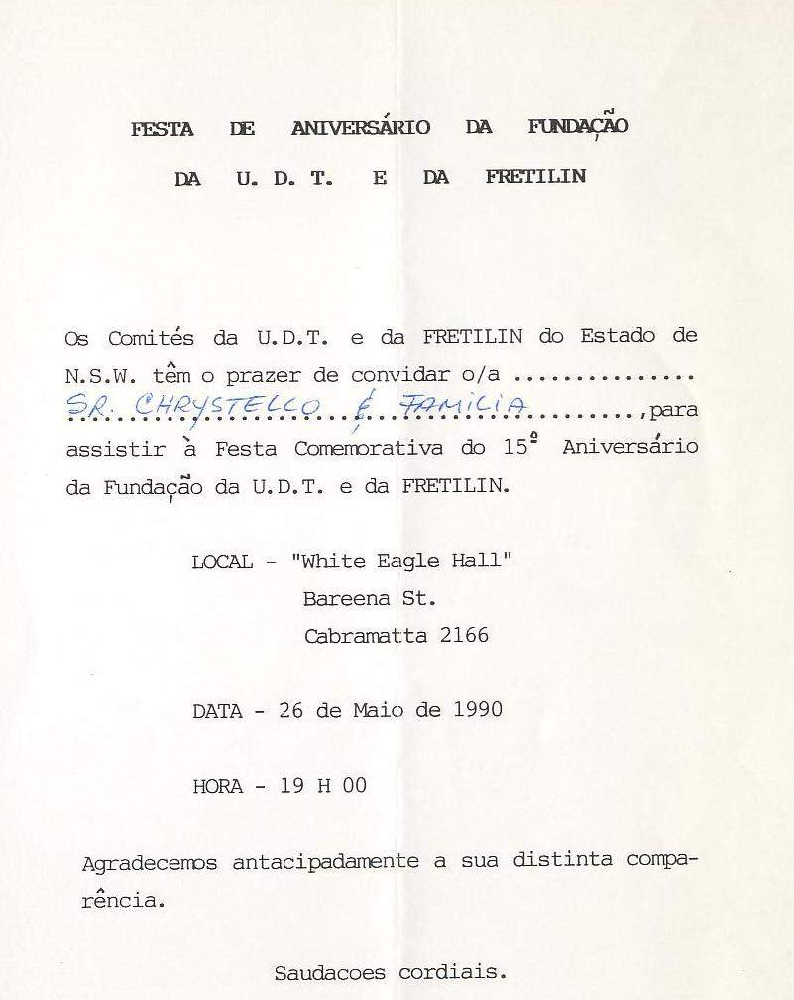 FESTA DE ANIVERSÁRIO DA FUNDAÇÃO
DA U. D. T. E DA FRETILIN
Os Comités da U.D.T. e da FRETILIN do Estado de
N.S.W. têm o prazer de convidar o/a ...............
SR. CHRYSTELLO & FAMILIA..........,para
assistir à Festa Comemorativa do 15º Aniversário
da Fundação da U.D.T. e da FRETILIN.
LOCAL - "White Eagle Hall"
Bareena St.
Cabramatta 2166
DATA - 26 de Maio de 1990
HORA - 19 H 00
Agradecemos antacipadamente a sua distinta compa-
rência.
Saudacoes cordiais.